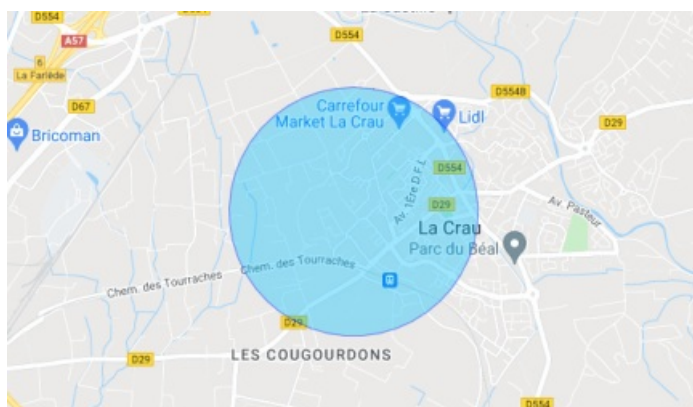 D554
A57
6
La Farlède
D67
Bricoman
D554
Carrefour
Market La Crau
Lidl
D554B
D29
D554
Av. 1Ère D.F.L
D29
Av. Pasteur
La Crau
Parc du Béal
Chem. des Tourraches
Chem. des Tourraches
D29
D29
LES COUGOURDONS
D554